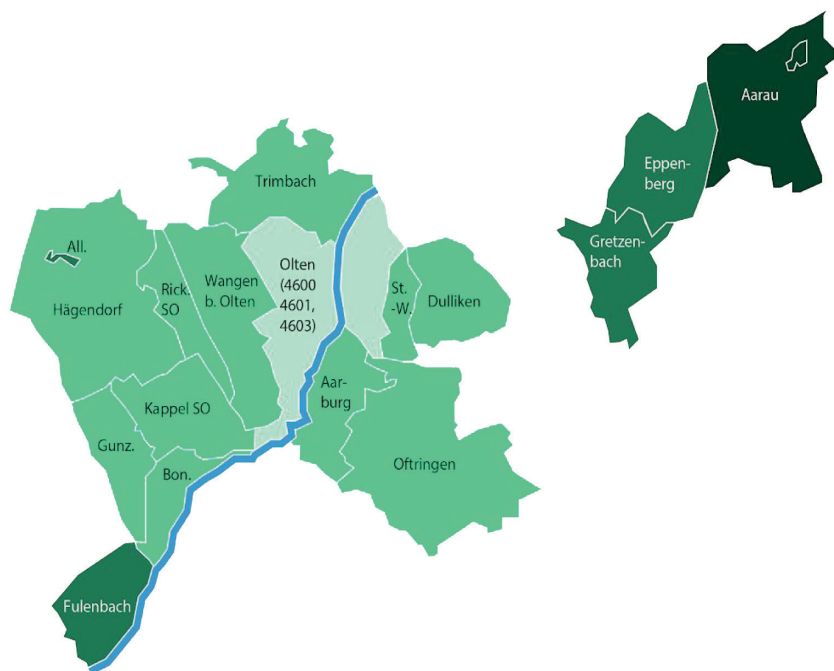 Aarau
Eppen-
berg
Gretzen-
bach
Trimbach
All.
Hägendorf
Rick.
SO
Wangen
b. Olten
Olten
(4600
4601,
4603)
St.
-W.
Dulliken
Aar-
burg
Kappel SO
Gunz.
Bon.
Oftringen
Fulenbach